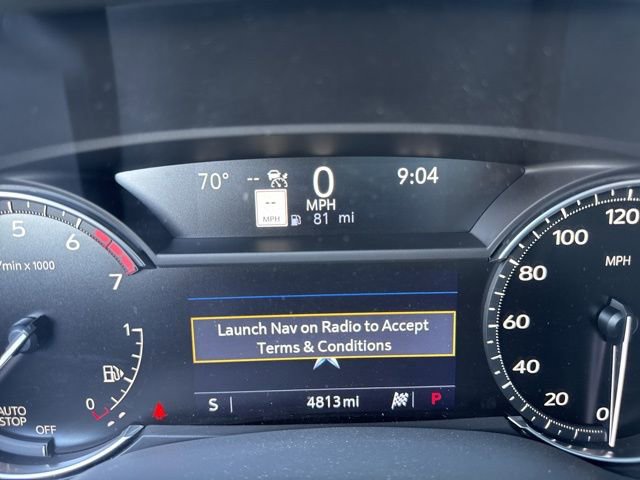 70° -- 0 9:04
-- MPH
MPH 81 mi
5 6 7
/min x 1000
1
0
AUTO
STOP
OFF
Launch Nav on Radio to Accept
Terms & Conditions
S 4813 mi P
120
100
MPH
80
60
40
20
0